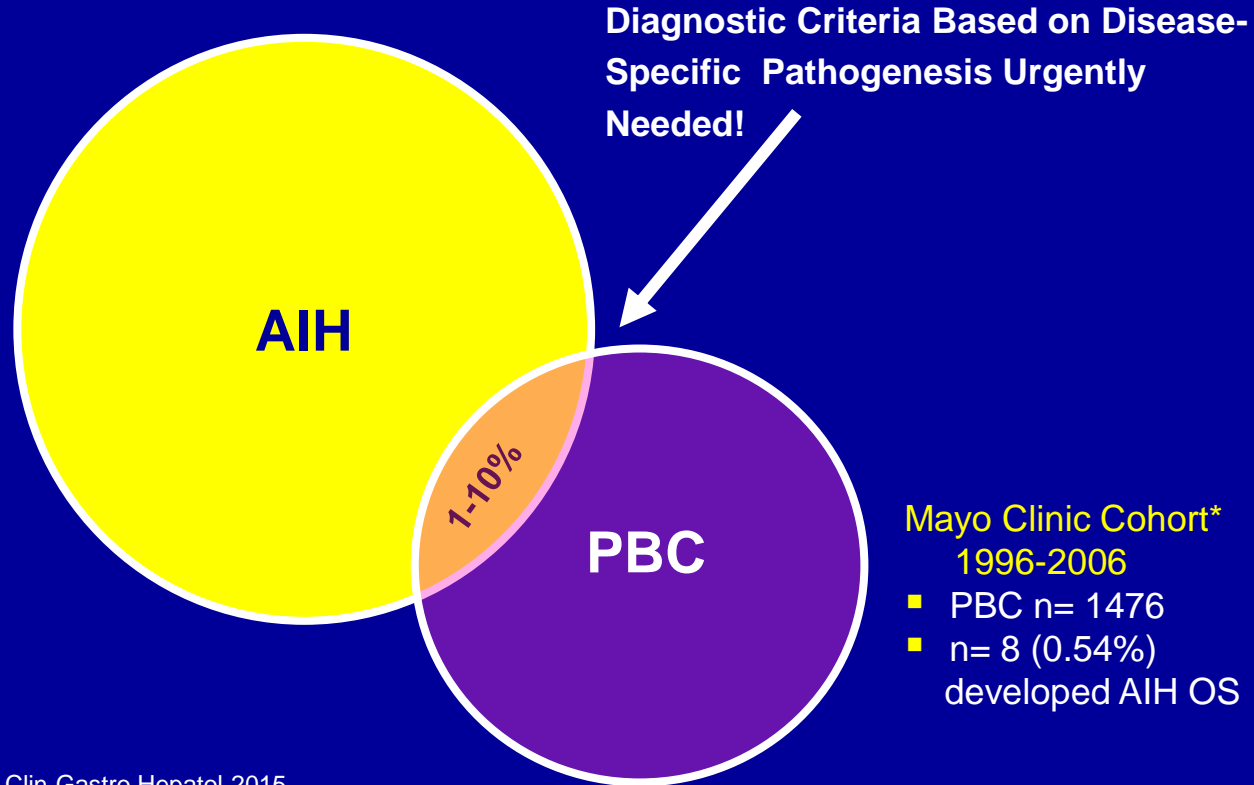 Diagnostic Criteria Based on Disease-
Specific Pathogenesis Urgently
Needed!
AIH
1-10%
PBC
Mayo Clinic Cohort*
1996-2006
▪ PBC n= 1476
▪ n= 8 (0.54%)
developed AIH OS
Clin Gastro Hepatol 2015